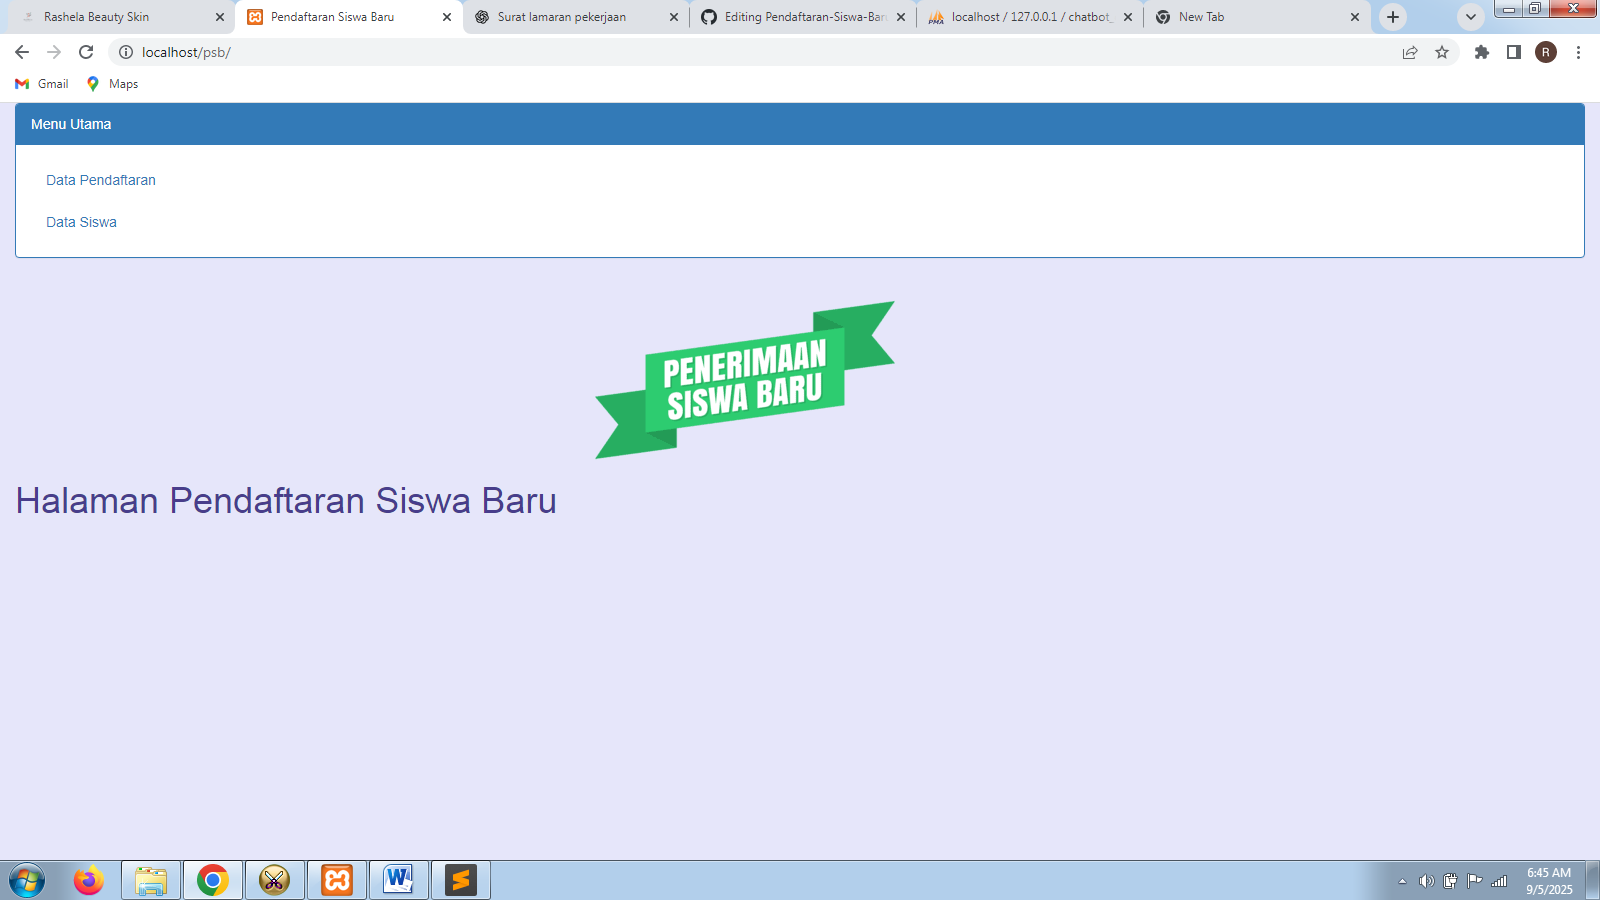 Rashela Beauty Skin
Pendaftaran Siswa Baru
Surat lamaran pekerjaan
Editing Pendaftaran-Siswa-Bar
localhost / 127.0.0.1 / chatbot_
New Tab
localhost/psb/
R
Gmail
Maps
Menu Utama
Data Pendaftaran
Data Siswa
PENERIMAAN
SISWA BARU
Halaman Pendaftaran Siswa Baru
6:45 AM
9/5/2025